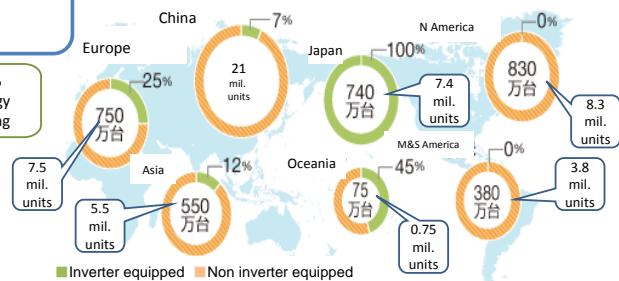 China
7%
N America
0%
Europe
Japan
100%
21
mil.
units
25%
gy
ng
750
万台
740
万台
7.4
mil.
units
830
万台
8.3
mil.
units
7.5
mil.
units
Asia
12%
Oceania
M&S America
45%
0%
3.8
mil.
units
5.5
mil.
units
550
万台
75
万台
380
万台
0.75
mil.
units
Inverter equipped
Non inverter equipped